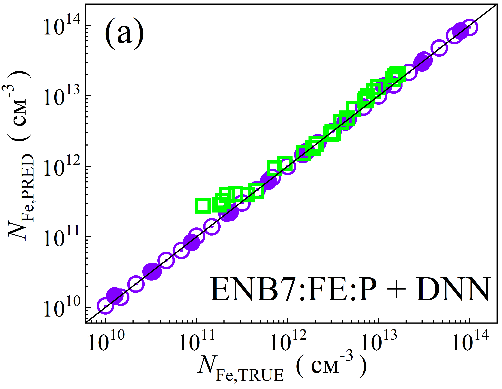 (a)
10^14
10^13
10^12
10^11
10^10
N_Fe,PRED ( см^-3 )
ENB7:FE:P + DNN
10^10 10^11 10^12 10^13 10^14
N_Fe,TRUE ( см^-3 )